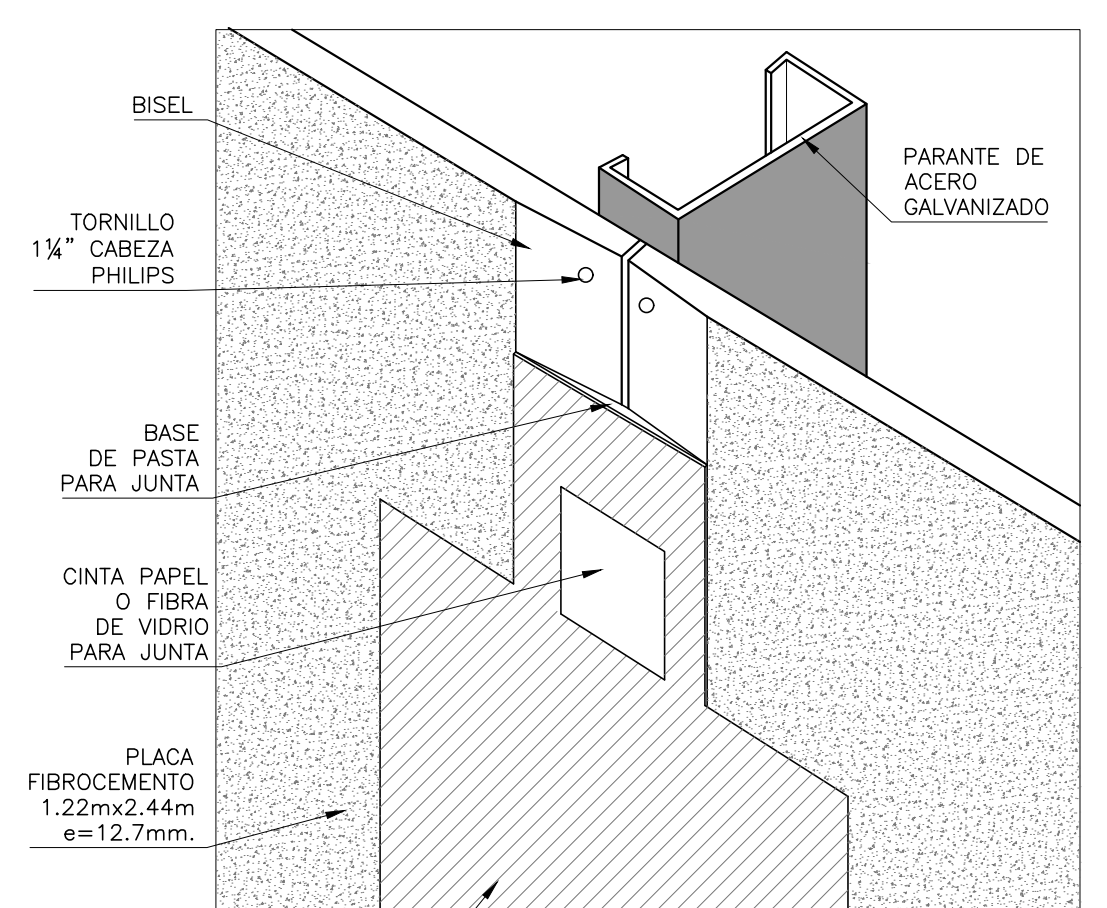 BISEL
TORNILLO
1¼” CABEZA
PHILIPS
PARANTE DE
ACERO
GALVANIZADO
BASE
DE PASTA
PARA JUNTA
CINTA PAPEL
O FIBRA
DE VIDRIO
PARA JUNTA
PLACA
FIBROCEMENTO
1.22mx2.44m
e=12.7mm.